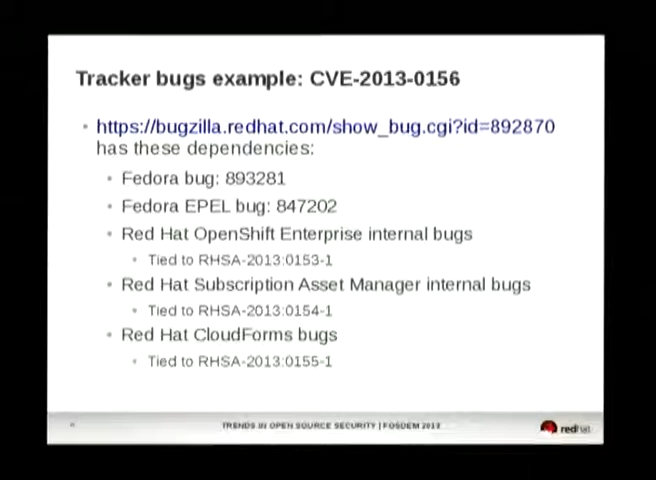 Tracker bugs example: CVE-2013-0156
https://bugzilla.redhat.com/show_bug.cgi?id=892870
has these dependencies:
Fedora bug: 893281
Fedora EPEL bug: 847202
Red Hat OpenShift Enterprise internal bugs
Tied to RHSA-2013:0153-1
Red Hat Subscription Asset Manager internal bugs
Tied to RHSA-2013:0154-1
Red Hat CloudForms bugs
Tied to RHSA-2013:0155-1
TRENDS IN OPEN SOURCE SECURITY | FOSDEM 2013
redhat